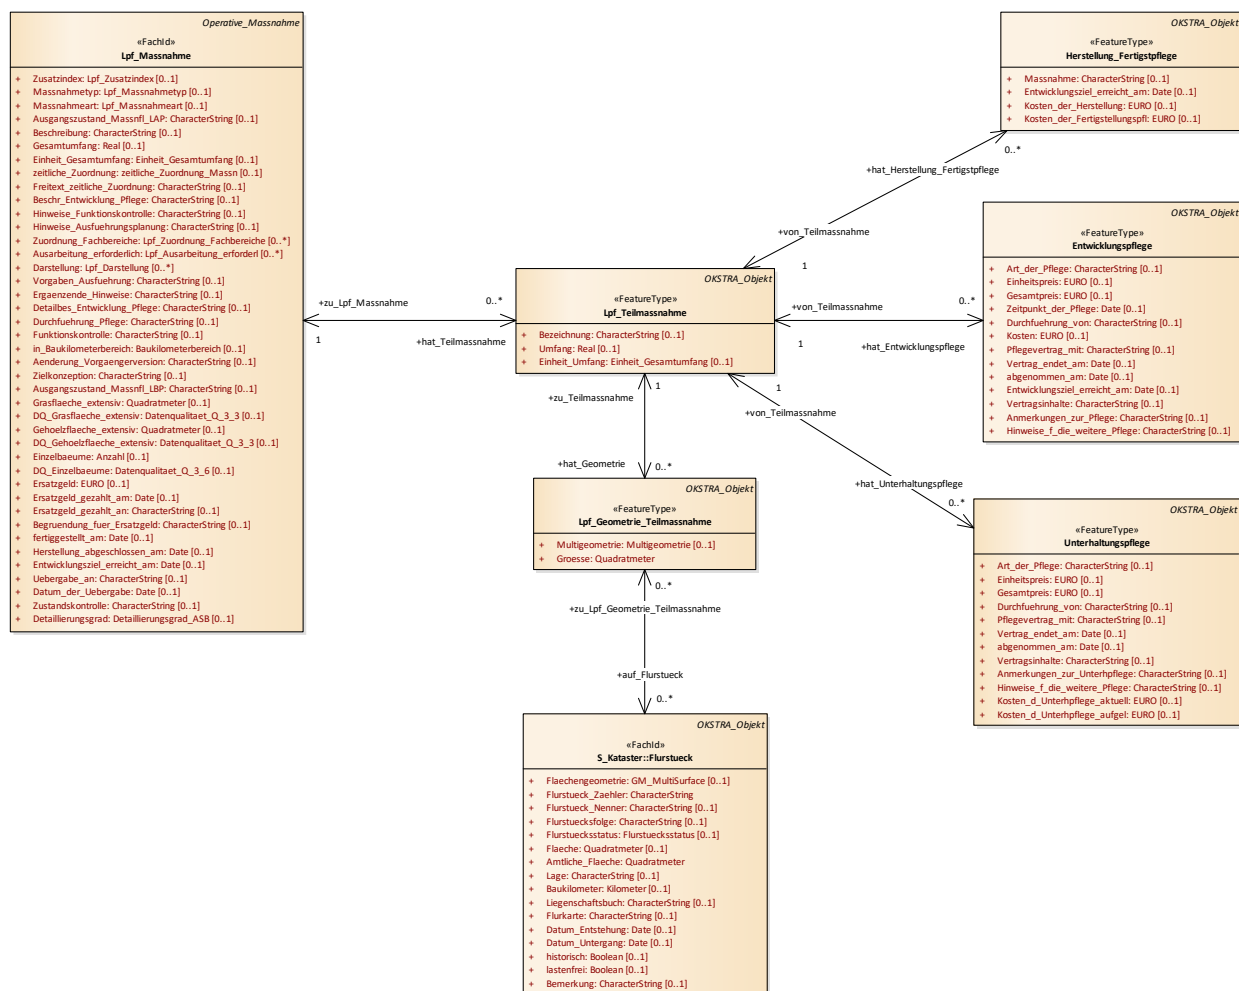 Operative_Massnahme
«FachId»
Lpf_Massnahme
+ Zusatzindex: Lpf_Zusatzindex [0..1]
+ Massnahmetyp: Lpf_Massnahmetyp [0..1]
+ Massnahmeart: Lpf_Massnahmeart [0..1]
+ Ausgangszustand_Massnfl_LAP: CharacterString [0..1]
+ Beschreibung: CharacterString [0..1]
+ Gesamtumfang: Real [0..1]
+ Einheit_Gesamtumfang: Einheit_Gesamtumfang [0..1]
+ zeitliche_Zuordnung: zeitliche_Zuordnung_Massn [0..1]
+ Freitext_zeitliche_Zuordnung: CharacterString [0..1]
+ Beschr_Entwicklung_Pflege: CharacterString [0..1]
+ Hinweise_Funktionskontrolle: CharacterString [0..1]
+ Hinweise_Ausfuehrungsplanung: CharacterString [0..1]
+ Zuordnung_Fachbereiche: Lpf_Zuordnung_Fachbereiche [0..*]
+ Ausarbeitung_erforderlich: Lpf_Ausarbeitung_erforderl [0..*]
+ Darstellung: Lpf_Darstellung [0..*]
+ Vorgaben_Ausfuehrung: CharacterString [0..1]
+ Ergaenzende_Hinweise: CharacterString [0..1]
+ Detailbes_Entwicklung_Pflege: CharacterString [0..1]
+ Durchfuehrung_Pflege: CharacterString [0..1]
+ Funktionskontrolle: CharacterString [0..1]
+ in_Baukilometerbereich: Baukilometerbereich [0..1]
+ Aenderung_Vorgaengerversion: CharacterString [0..1]
+ Zielkonzeption: CharacterString [0..1]
+ Ausgangszustand_Massnfl_LBP: CharacterString [0..1]
+ Grasflaeche_extensiv: Quadratmeter [0..1]
+ DQ_Grasflaeche_extensiv: Datenqualitaet_Q_3_3 [0..1]
+ Gehoelzflaeche_extensiv: Quadratmeter [0..1]
+ DQ_Gehoelzflaeche_extensiv: Datenqualitaet_Q_3_3 [0..1]
+ Einzelbaeume: Anzahl [0..1]
+ DQ_Einzelbaeume: Datenqualitaet_Q_3_6 [0..1]
+ Ersatzgeld: EURO [0..1]
+ Ersatzgeld_gezahlt_am: Date [0..1]
+ Ersatzgeld_gezahlt_an: CharacterString [0..1]
+ Begruendung_fuer_Ersatzgeld: CharacterString [0..1]
+ fertiggestellt_am: Date [0..1]
+ Herstellung_abgeschlossen_am: Date [0..1]
+ Entwicklungsziel_erreicht_am: Date [0..1]
+ Uebergabe_an: CharacterString [0..1]
+ Datum_der_Uebergabe: Date [0..1]
+ Zustandskontrolle: CharacterString [0..1]
+ Detaillierungsgrad: Detaillierungsgrad_ASB [0..1]
+zu_Lpf_Massnahme
0..*
1
+hat_Teilmassnahme
OKSTRA_Objekt
«FeatureType»
Lpf_Teilmassnahme
+ Bezeichnung: CharacterString [0..1]
+ Umfang: Real [0..1]
+ Einheit_Umfang: Einheit_Gesamtumfang [0..1]
OKSTRA_Objekt
«FeatureType»
Herstellung_Fertigstpflege
+ Massnahme: CharacterString [0..1]
+ Entwicklungsziel_erreicht_am: Date [0..1]
+ Kosten_der_Herstellung: EURO [0..1]
+ Kosten_der_Fertigstellungspfl: EURO [0..1]
0..*
+hat_Herstellung_Fertigstpflege
+von_Teilmassnahme
1
OKSTRA_Objekt
«FeatureType»
Entwicklungspflege
+ Art_der_Pflege: CharacterString [0..1]
+ Einheitspreis: EURO [0..1]
+ Gesamtpreis: EURO [0..1]
+ Zeitpunkt_der_Pflege: Date [0..1]
+ Durchfuehrung_von: CharacterString [0..1]
+ Kosten: EURO [0..1]
+ Pflegevertrag_mit: CharacterString [0..1]
+ Vertrag_endet_am: Date [0..1]
+ abgenommen_am: Date [0..1]
+ Entwicklungsziel_erreicht_am: Date [0..1]
+ Vertragsinhalte: CharacterString [0..1]
+ Anmerkungen_zur_Pflege: CharacterString [0..1]
+ Hinweise_f_die_weitere_Pflege: CharacterString [0..1]
+von_Teilmassnahme
0..*
1
+hat_Entwicklungspflege
1
+von_Teilmassnahme
+hat_Unterhaltungspflege
0..*
OKSTRA_Objekt
«FeatureType»
Unterhaltungspflege
+ Art_der_Pflege: CharacterString [0..1]
+ Einheitspreis: EURO [0..1]
+ Gesamtpreis: EURO [0..1]
+ Durchfuehrung_von: CharacterString [0..1]
+ Pflegevertrag_mit: CharacterString [0..1]
+ Vertrag_endet_am: Date [0..1]
+ abgenommen_am: Date [0..1]
+ Vertragsinhalte: CharacterString [0..1]
+ Anmerkungen_zur_Unterhpflege: CharacterString [0..1]
+ Hinweise_f_die_weitere_Pflege: CharacterString [0..1]
+ Kosten_d_Unterhpflege_aktuell: EURO [0..1]
+ Kosten_d_Unterhpflege_aufgel: EURO [0..1]
1
+zu_Teilmassnahme
+hat_Geometrie
0..*
OKSTRA_Objekt
«FeatureType»
Lpf_Geometrie_Teilmassnahme
+ Multigeometrie: Multigeometrie [0..1]
+ Groesse: Quadratmeter
0..*
+zu_Lpf_Geometrie_Teilmassnahme
+auf_Flurstueck
0..*
OKSTRA_Objekt
«FachId»
S_Kataster::Flurstueck
+ Flaechengeometrie: GM_MultiSurface [0..1]
+ Flurstueck_Zaehler: CharacterString
+ Flurstueck_Nenner: CharacterString [0..1]
+ Flurstuecksfolge: CharacterString [0..1]
+ Flurstuecksstatus: Flurstuecksstatus [0..1]
+ Flaeche: Quadratmeter [0..1]
+ Amtliche_Flaeche: Quadratmeter
+ Lage: CharacterString [0..1]
+ Baukilometer: Kilometer [0..1]
+ Liegenschaftsbuch: CharacterString [0..1]
+ Flurkarte: CharacterString [0..1]
+ Datum_Entstehung: Date [0..1]
+ Datum_Untergang: Date [0..1]
+ historisch: Boolean [0..1]
+ lastenfrei: Boolean [0..1]
+ Bemerkung: CharacterString [0..1]